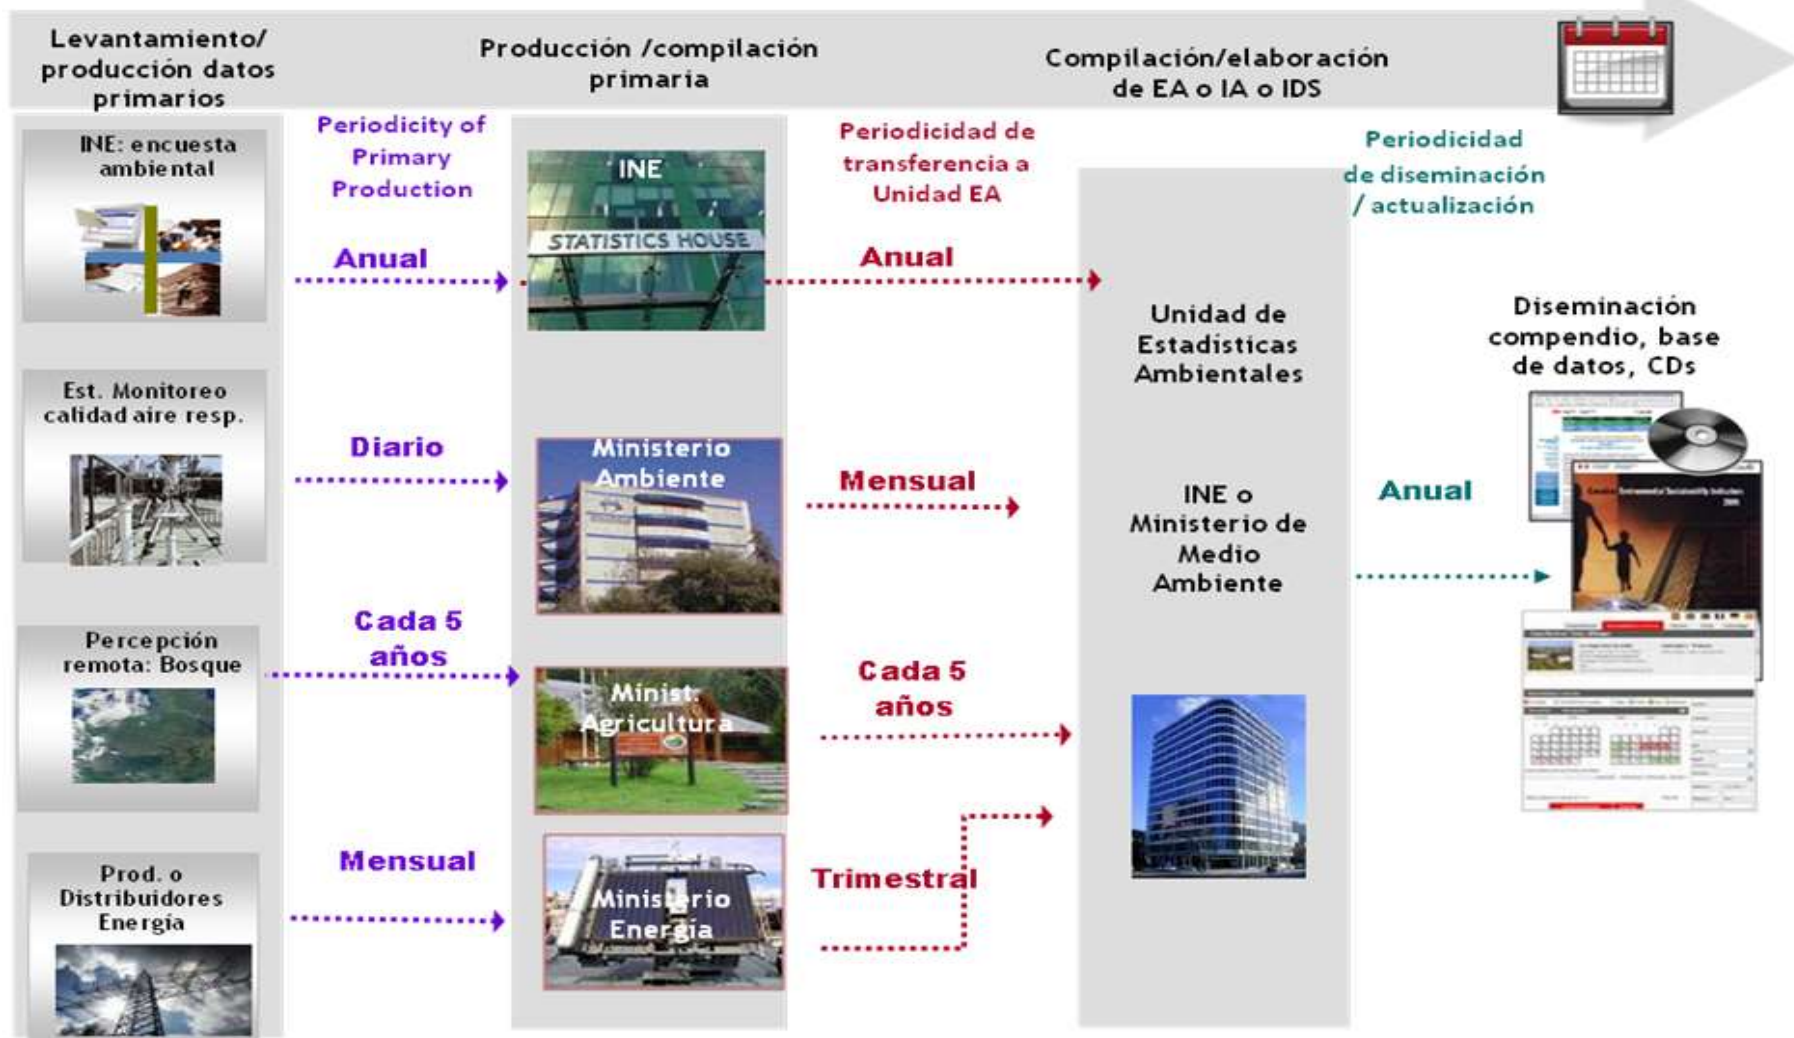 Levantamiento/
producción datos
primarios
Producción /compilación
primaria
Compilación/elaboración
de EA o IA o IDS
INE: encuesta
ambiental
Periodicity of
Primary
Production
INE
STATISTICS HOUSE
Periodicidad de
transferencia a
Unidad EA
Periodicidad
de diseminación
/ actualización
Anual
Anual
Unidad de
Estadísticas
Ambientales
Diseminación
compendio, base
de datos, CDs
Est. Monitoreo
calidad aire resp.
Diario
Ministerio
Ambiente
Mensual
INE o
Ministerio de
Medio
Ambiente
Anual
Percepción
remota: Bosque
Cada 5
años
Minist.
Agricultura
Cada 5
años
Prod. o
Distribuidores
Energía
Mensual
Ministerio
Energía
Trimestral